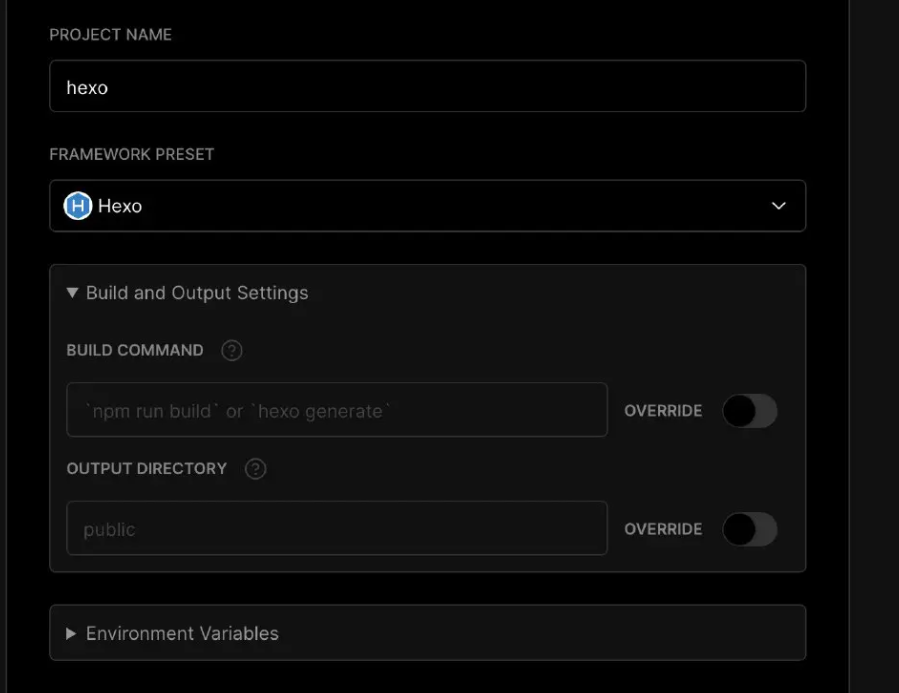 PROJECT NAME
hexo
FRAMEWORK PRESET
H Hexo
▼ Build and Output Settings
BUILD COMMAND ?
`npm run build` or `hexo generate` OVERRIDE
OUTPUT DIRECTORY ?
public OVERRIDE
▶ Environment Variables